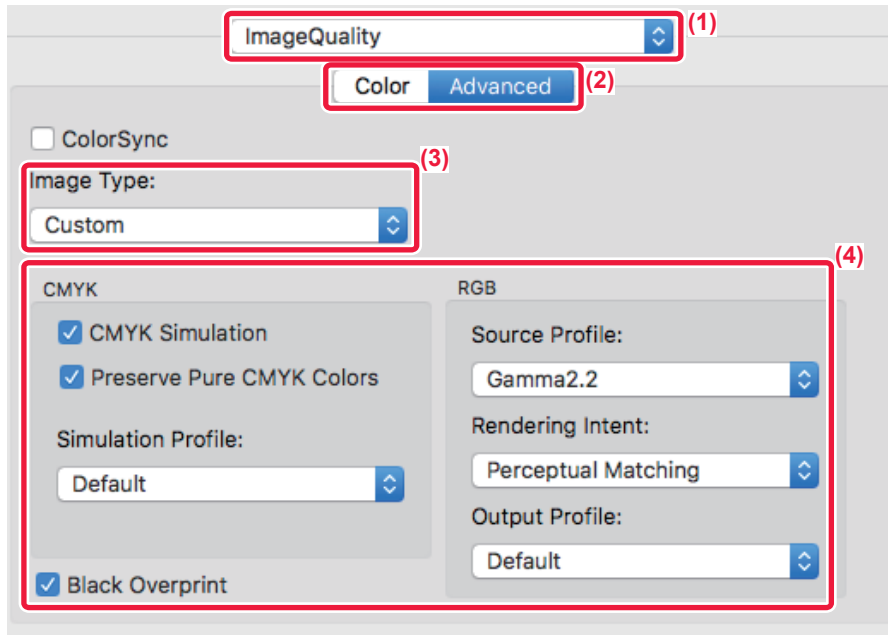 ImageQuality
(1)
Color Advanced
(2)
ColorSync
(3)
Image Type:
Custom
(4)
CMYK
CMYK Simulation
Preserve Pure CMYK Colors
Simulation Profile:
Default
Black Overprint
RGB
Source Profile:
Gamma2.2
Rendering Intent:
Perceptual Matching
Output Profile:
Default